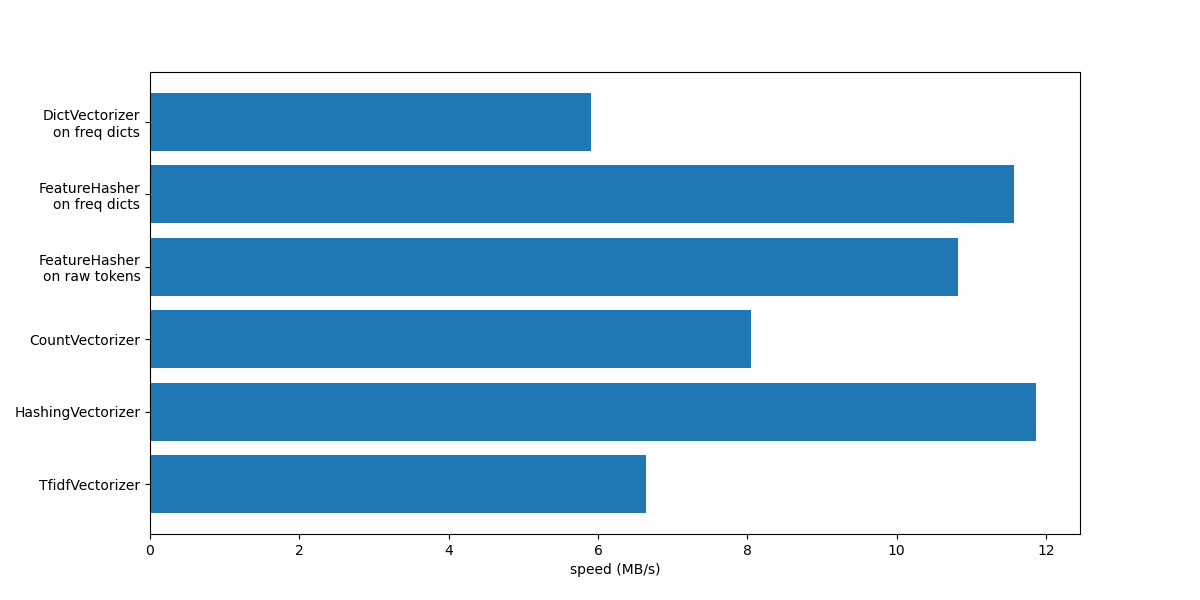 DictVectorizer
on freq dicts
FeatureHasher
on freq dicts
FeatureHasher
on raw tokens
CountVectorizer
HashingVectorizer
TfidfVectorizer
0 2 4 6 8 10 12
speed (MB/s)